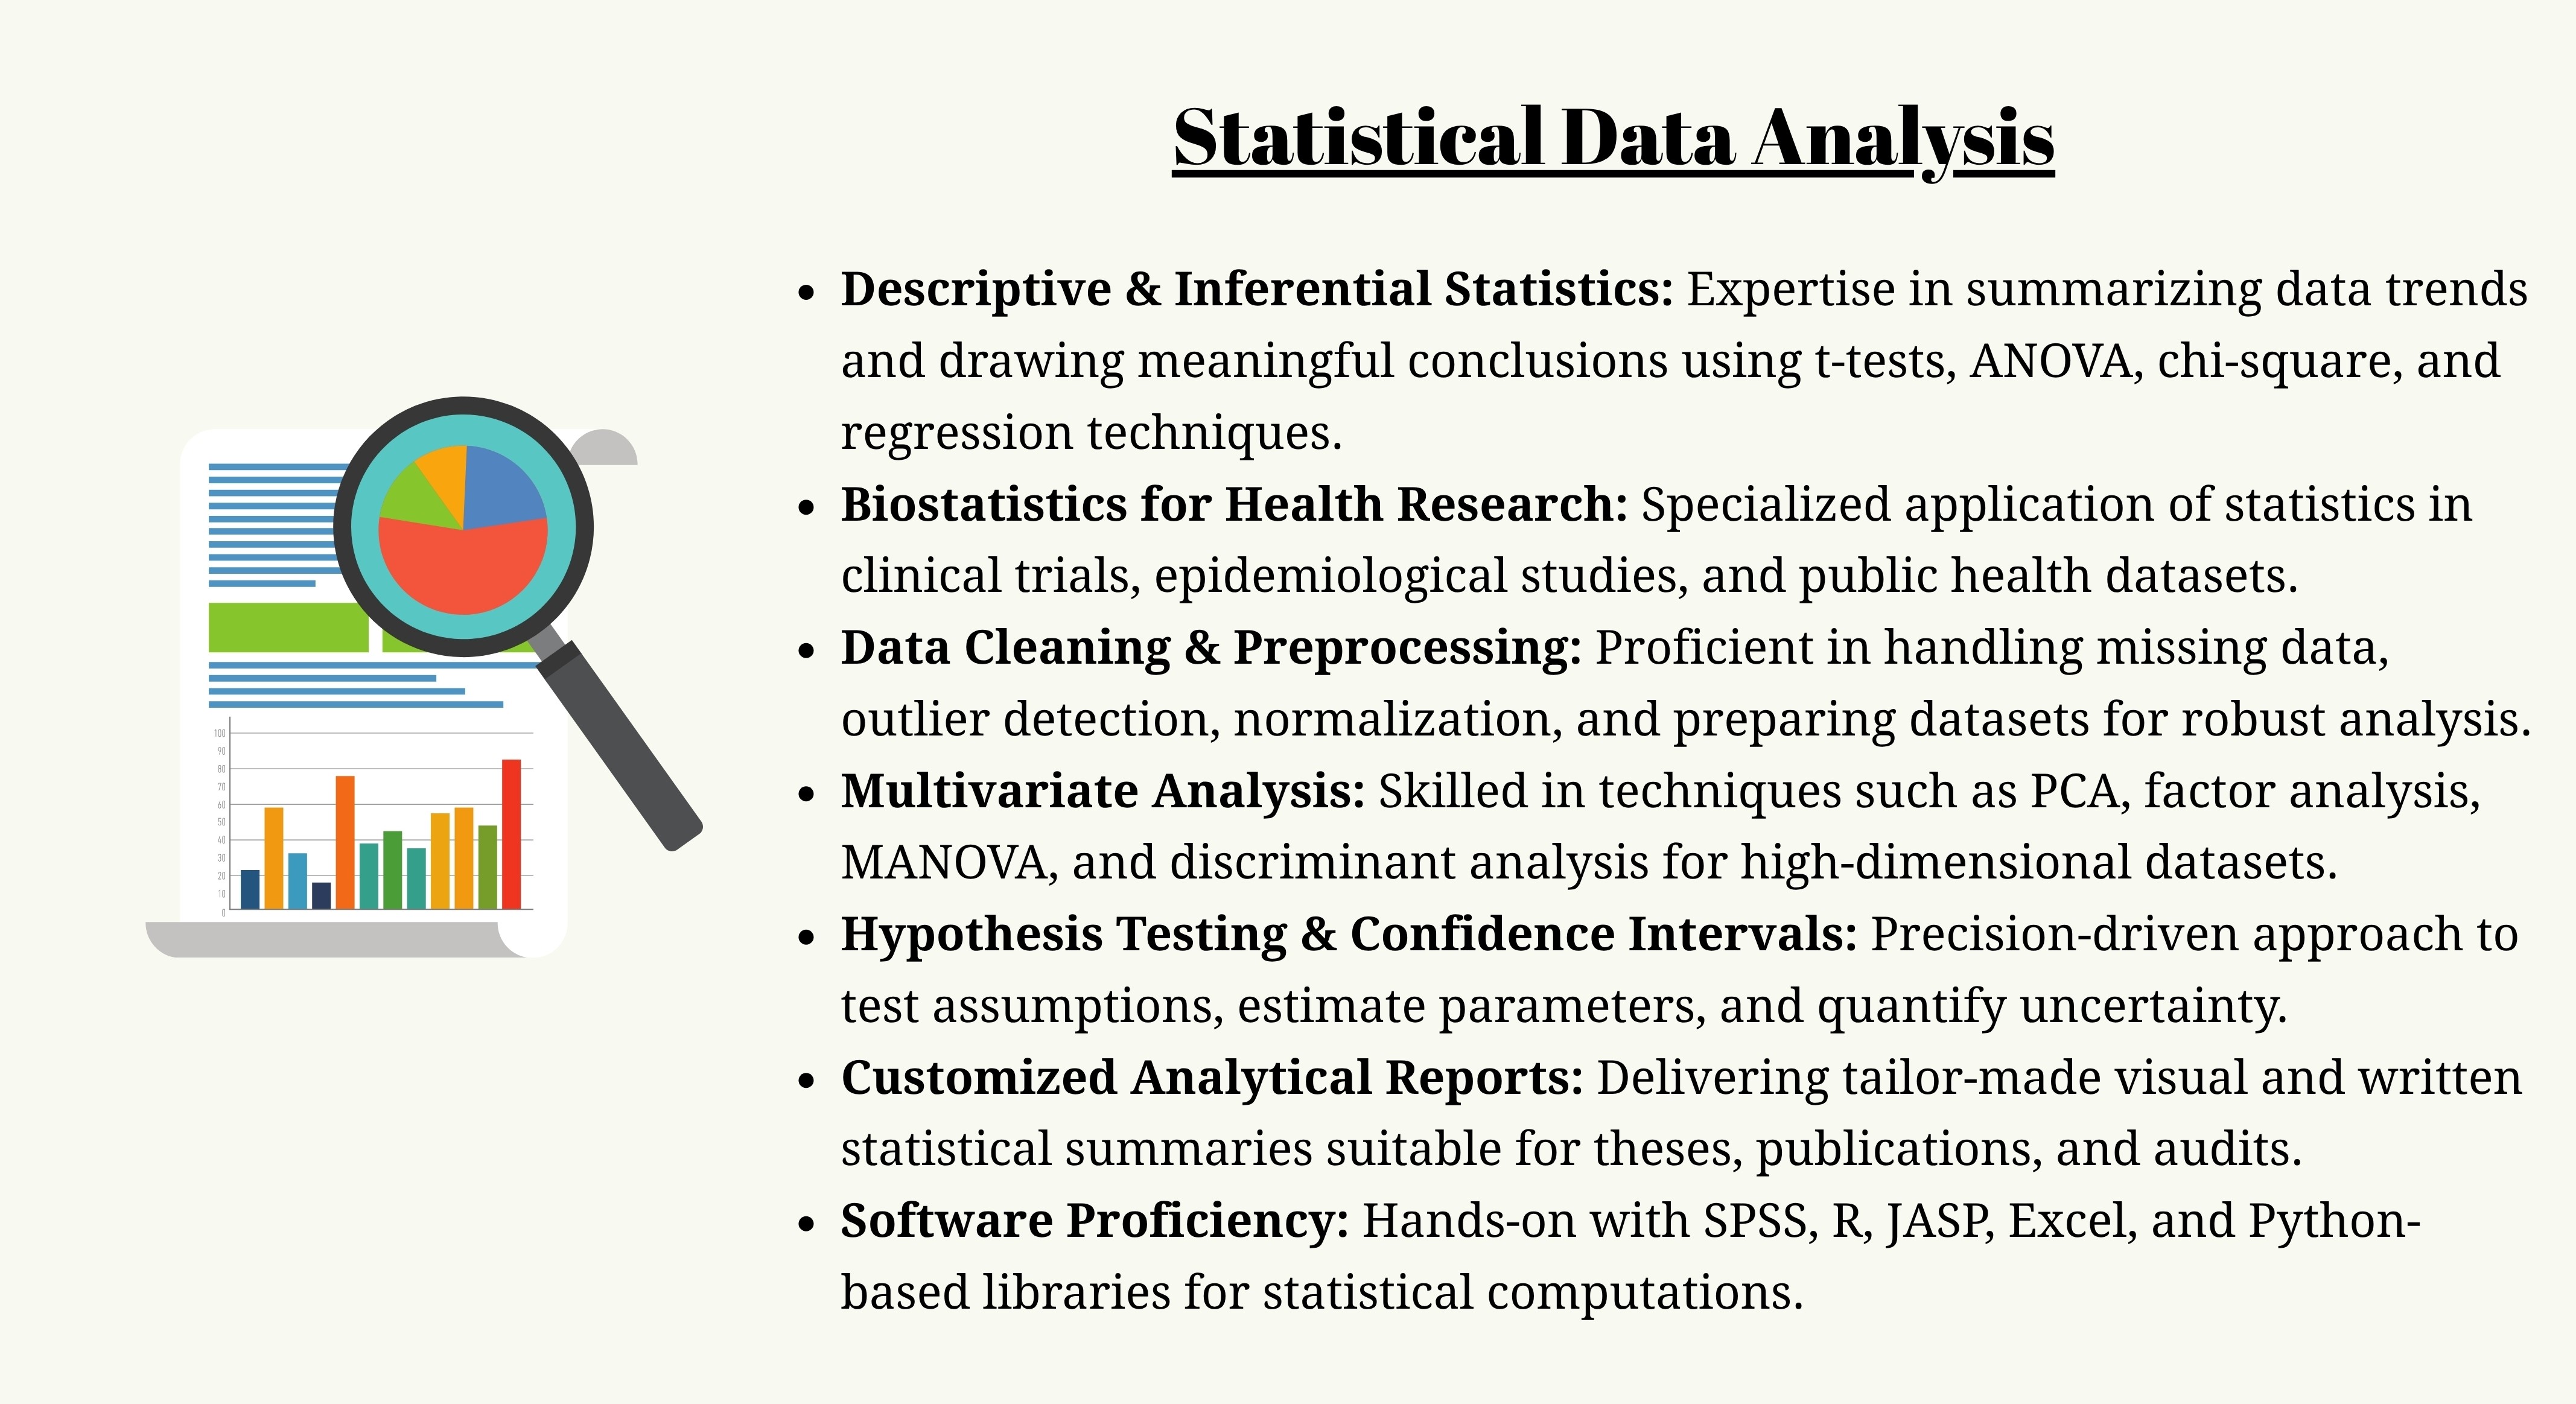 Statistical Data Analysis
• Descriptive & Inferential Statistics: Expertise in summarizing data trends
and drawing meaningful conclusions using t-tests, ANOVA, chi-square, and
regression techniques.
• Biostatistics for Health Research: Specialized application of statistics in
clinical trials, epidemiological studies, and public health datasets.
• Data Cleaning & Preprocessing: Proficient in handling missing data,
outlier detection, normalization, and preparing datasets for robust analysis.
• Multivariate Analysis: Skilled in techniques such as PCA, factor analysis,
MANOVA, and discriminant analysis for high-dimensional datasets.
• Hypothesis Testing & Confidence Intervals: Precision-driven approach to
test assumptions, estimate parameters, and quantify uncertainty.
• Customized Analytical Reports: Delivering tailor-made visual and written
statistical summaries suitable for theses, publications, and audits.
• Software Proficiency: Hands-on with SPSS, R, JASP, Excel, and Python-
based libraries for statistical computations.
100
90
80
70
60
50
40
30
20
10
0